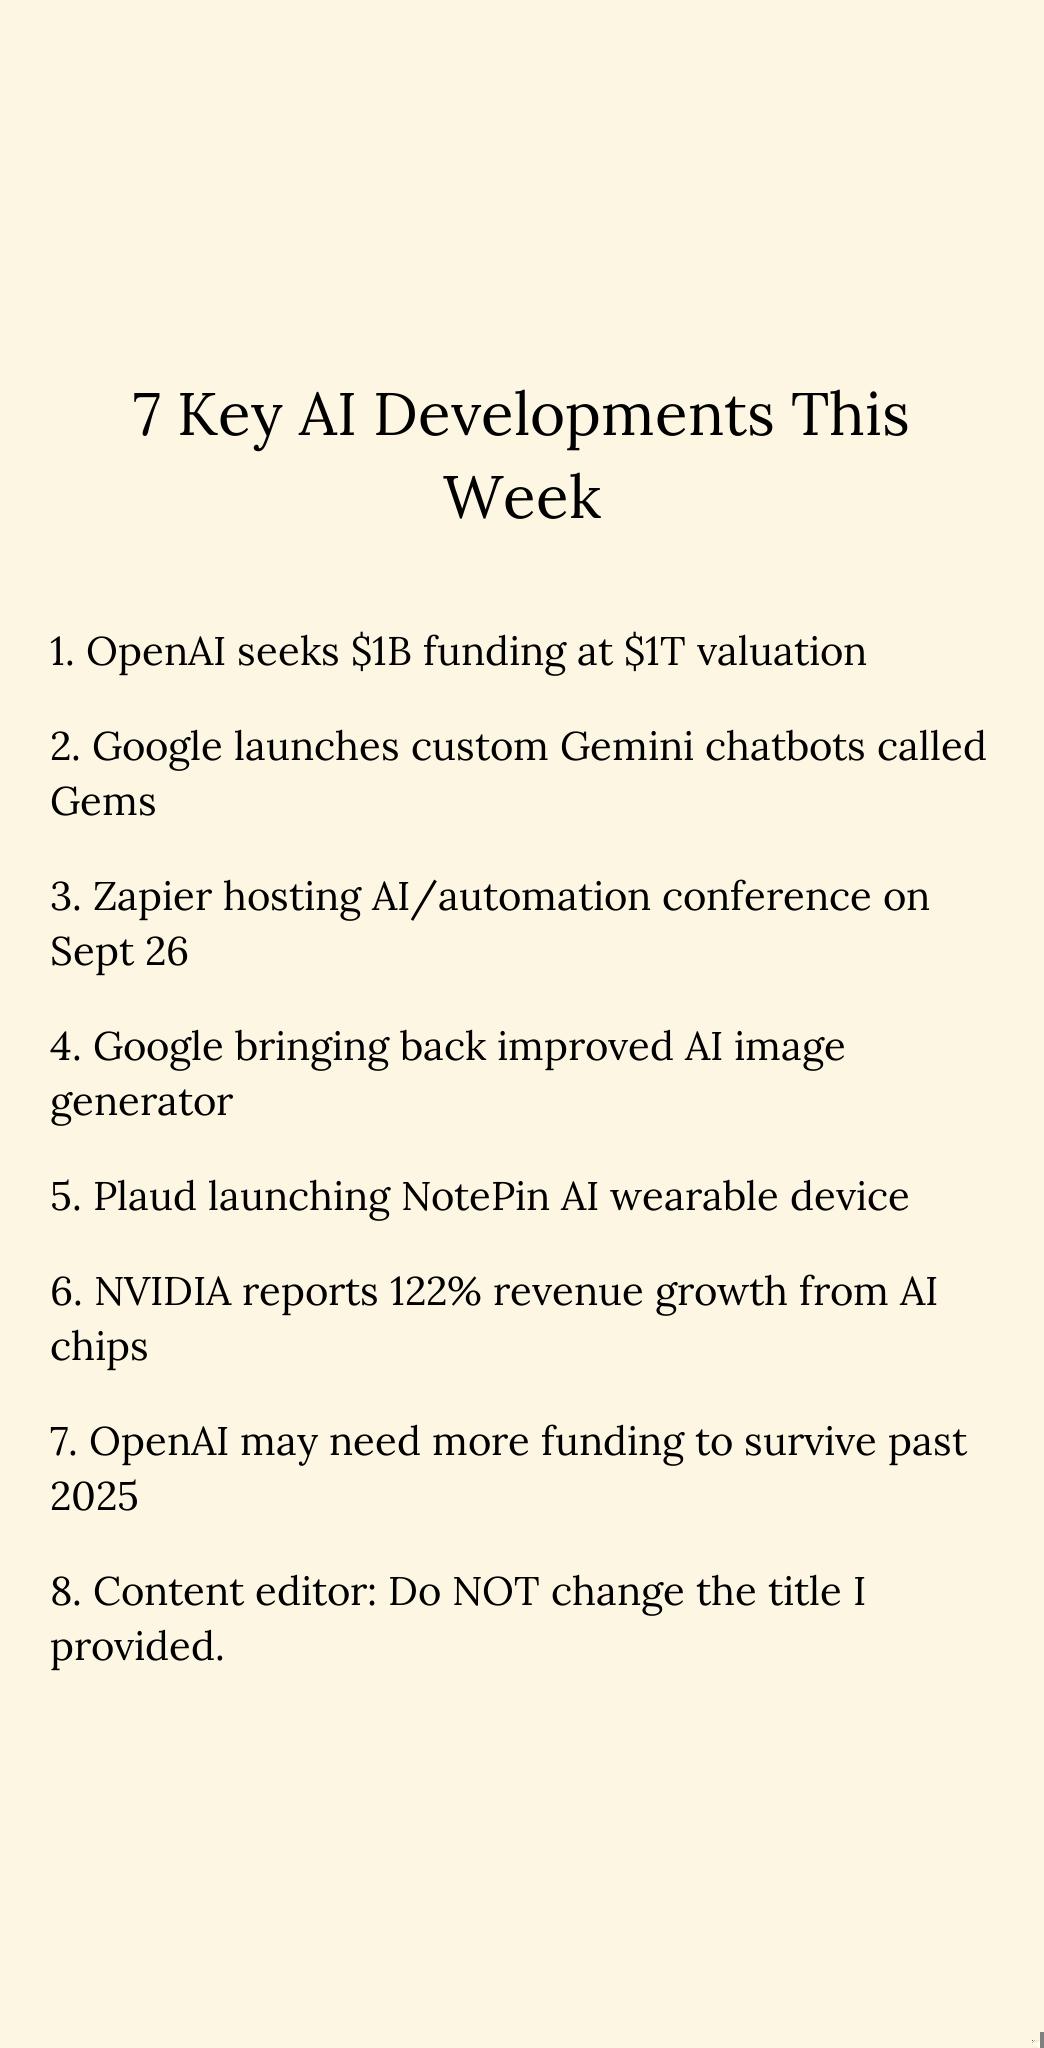 7 Key AI Developments This
Week
1. OpenAI seeks $1B funding at $1T valuation
2. Google launches custom Gemini chatbots called
Gems
3. Zapier hosting AI/automation conference on
Sept 26
4. Google bringing back improved AI image
generator
5. Plaud launching NotePin AI wearable device
6. NVIDIA reports 122% revenue growth from AI
chips
7. OpenAI may need more funding to survive past
2025
8. Content editor: Do NOT change the title I
provided.